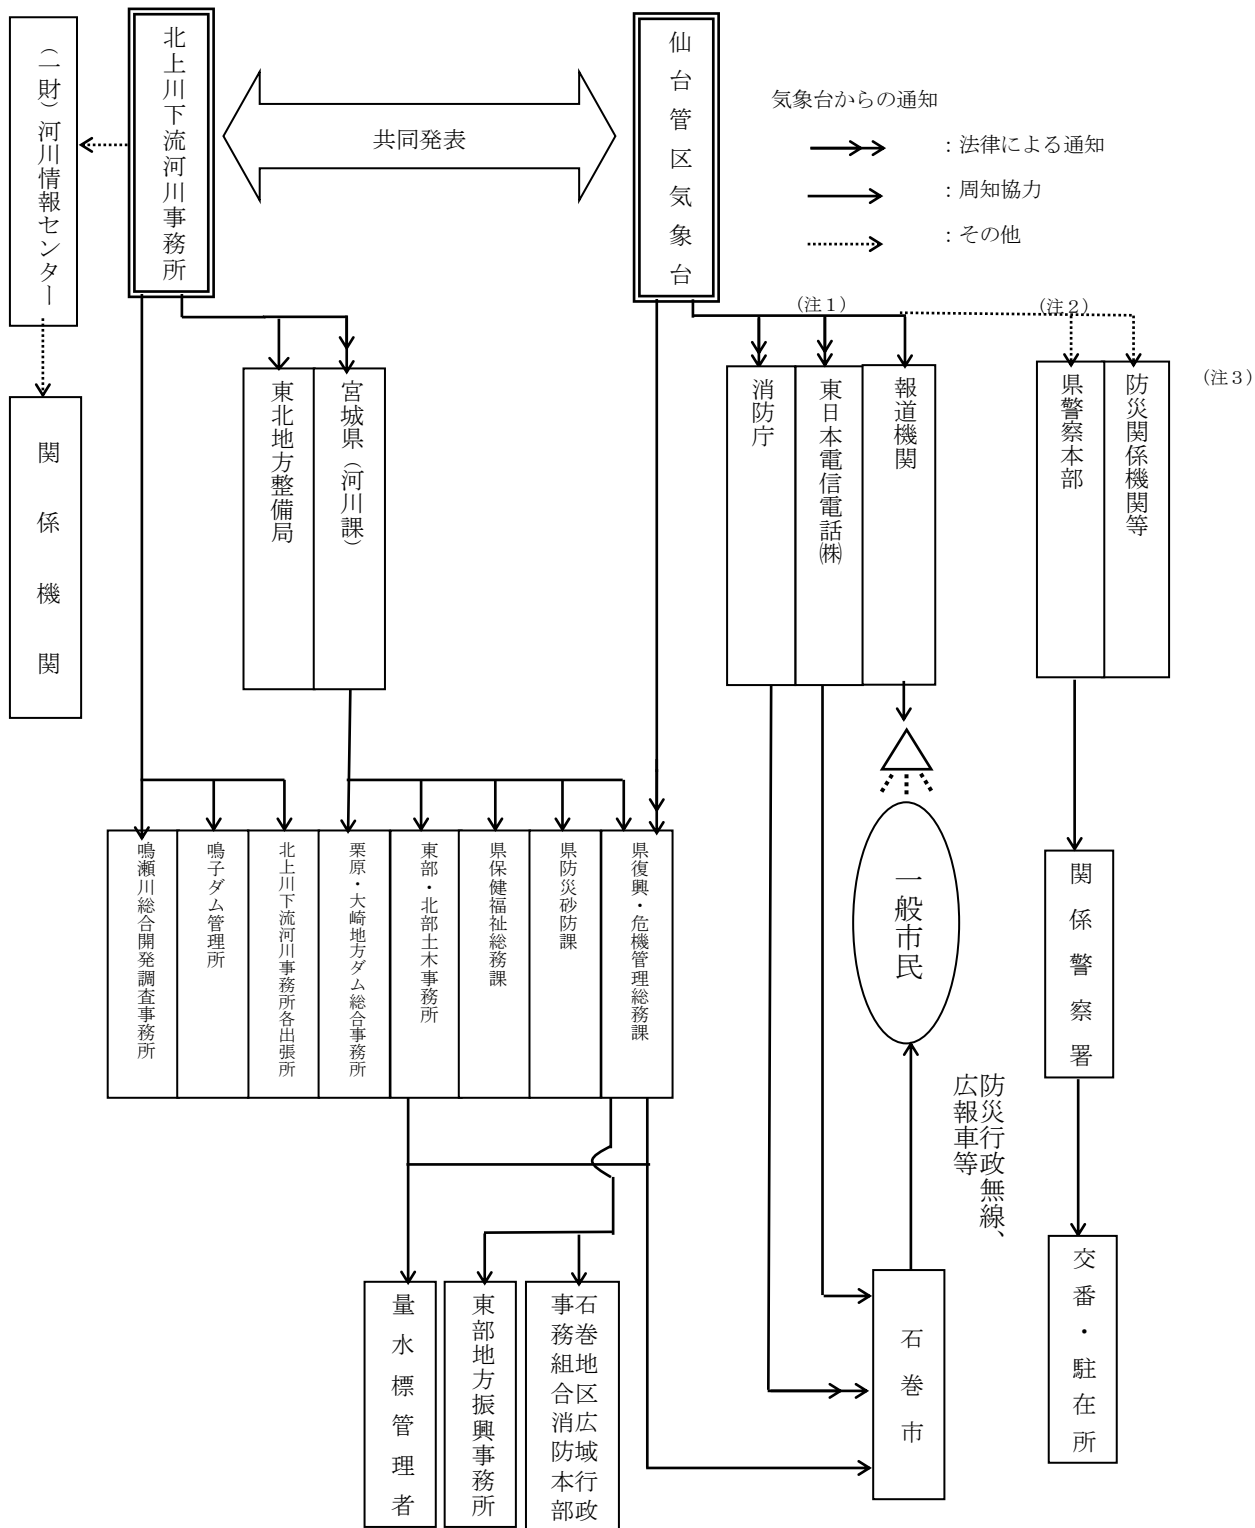 （一財）河川情報センター
北上川下流河川事務所
共同発表
仙台管区気象台
気象台からの通知
：法律による通知
：周知協力
：その他
（注１）
（注２）
（注３）
関係機関
東北地方整備局
宮城県（河川課）
消防庁
東日本電信電話㈱
報道機関
県警察本部
防災関係機関等
鳴瀬川総合開発調査事務所
鳴子ダム管理所
北上川下流河川事務所各出張所
栗原・大崎地方ダム総合事務所
東部・北部土木事務所
県保健福祉総務課
県防災砂防課
県復興・危機管理総務課
一般市民
関係警察署
防災行政無線、
広報車等
量水標管理者
東部地方振興事務所
石巻地区広域行政
事務組合消防本部
石巻市
交番・駐在所